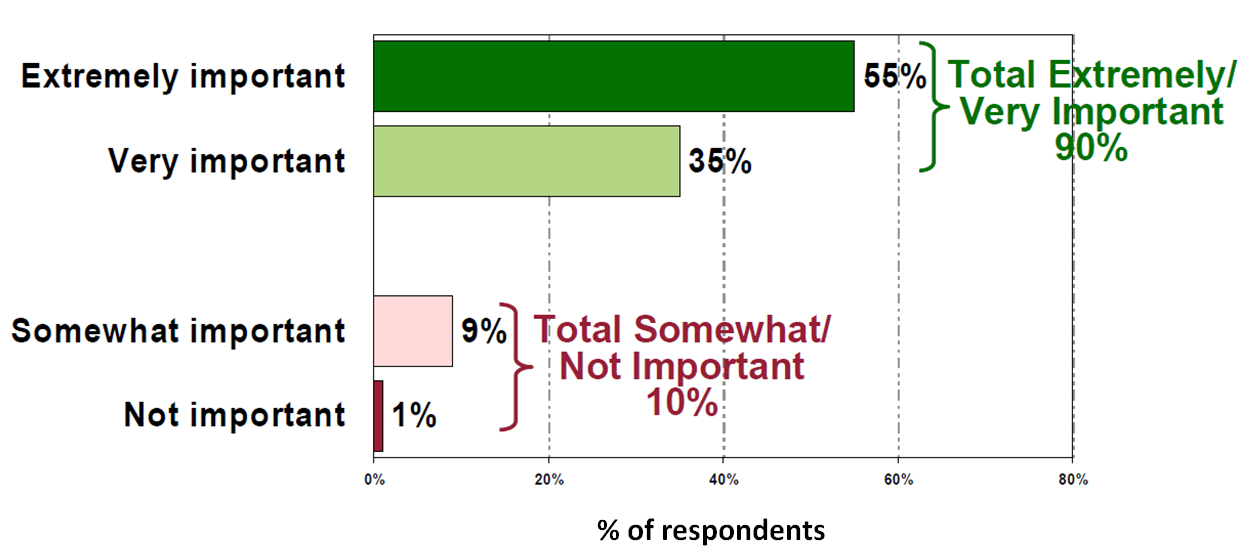 Extremely important
55%
Total Extremely/
Very Important
90%
Very important
35%
Somewhat important
9%
Total Somewhat/
Not Important
10%
Not important
1%
0%
20%
40%
60%
80%
% of respondents